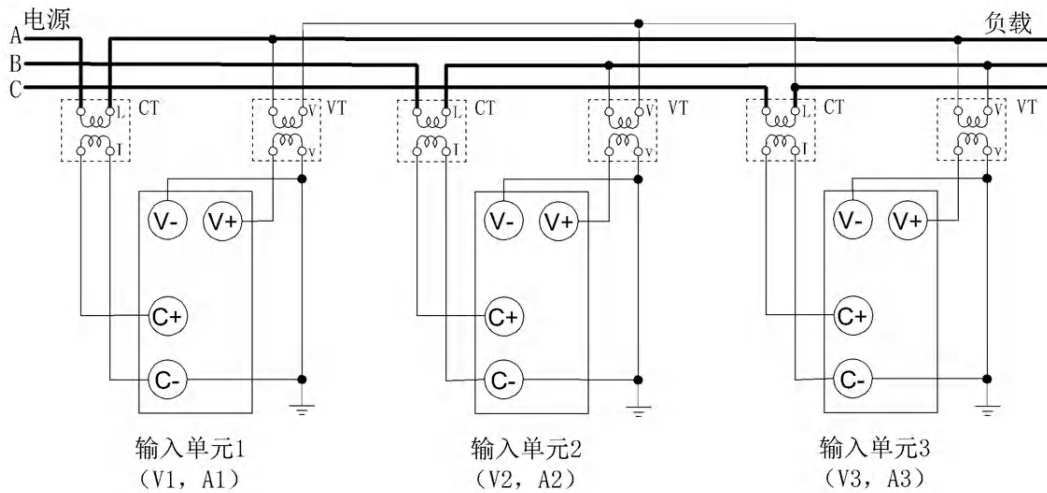 电源
负载
A
B
C
L CT
V VT
L CT
V VT
L CT
V VT
I
v
I
v
I
v
V- V+
V- V+
V- V+
C+
C+
C+
C-
C-
C-
输入单元1
输入单元2
输入单元3
(V1, A1)
(V2, A2)
(V3, A3)